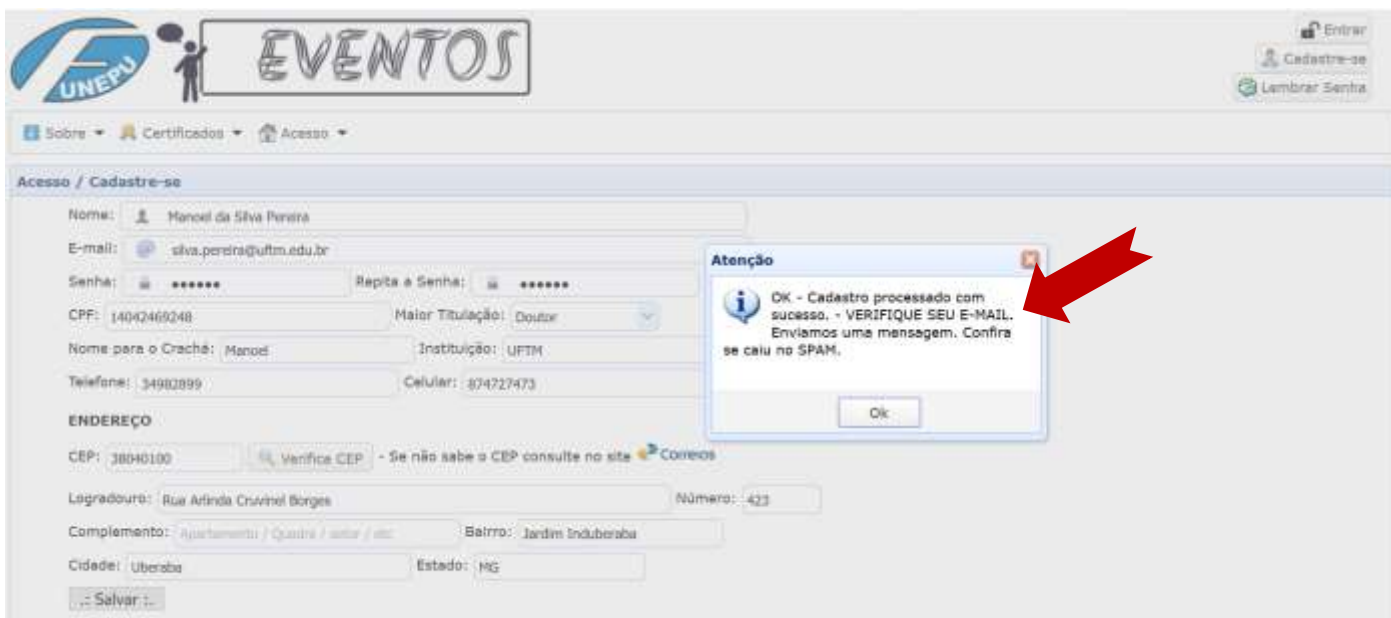 FUNEPU
EVENTOS
Entrar
Cadastre-se
Lembrar Senha
Sobre Certificados Acesso
Acesso / Cadastre-se
Nome: Manoel da Silva Pereira
E-mail: silva.pereira@uftm.edu.br
Senha: •••••• Repita a Senha: ••••••
CPF: 14042469248 Maior Titulação: Doutor
Nome para o Crachá: Manoel Instituição: UFTM
Telefone: 34982899 Celular: 874727473
ENDEREÇO
CEP: 38040100 Verifica CEP - Se não sabe o CEP consulte no site Correios
Logradouro: Rua Arlinda Cruvinel Borges Número: 423
Complemento: Apartamento / Quadra / setor / etc Bairro: Jardim Induberaba
Cidade: Uberaba Estado: MG
.: Salvar :.
Atenção
OK - Cadastro processado com
sucesso. - VERIFIQUE SEU E-MAIL.
Enviamos uma mensagem. Confira
se caiu no SPAM.
Ok